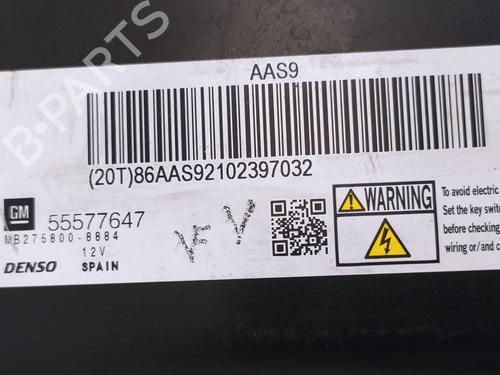 AAS9
(20T)86AAS92102397032
GM 55577647
MB275800-8884
12V
DENSO SPAIN
WARNING
To avoid electric
Set the key switc
before checking
wiring or/and
B-PARTS